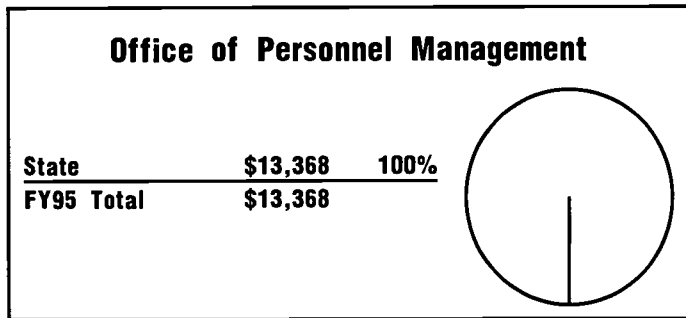 Office of Personnel Management
State $13,368 100%
FY95 Total $13,368